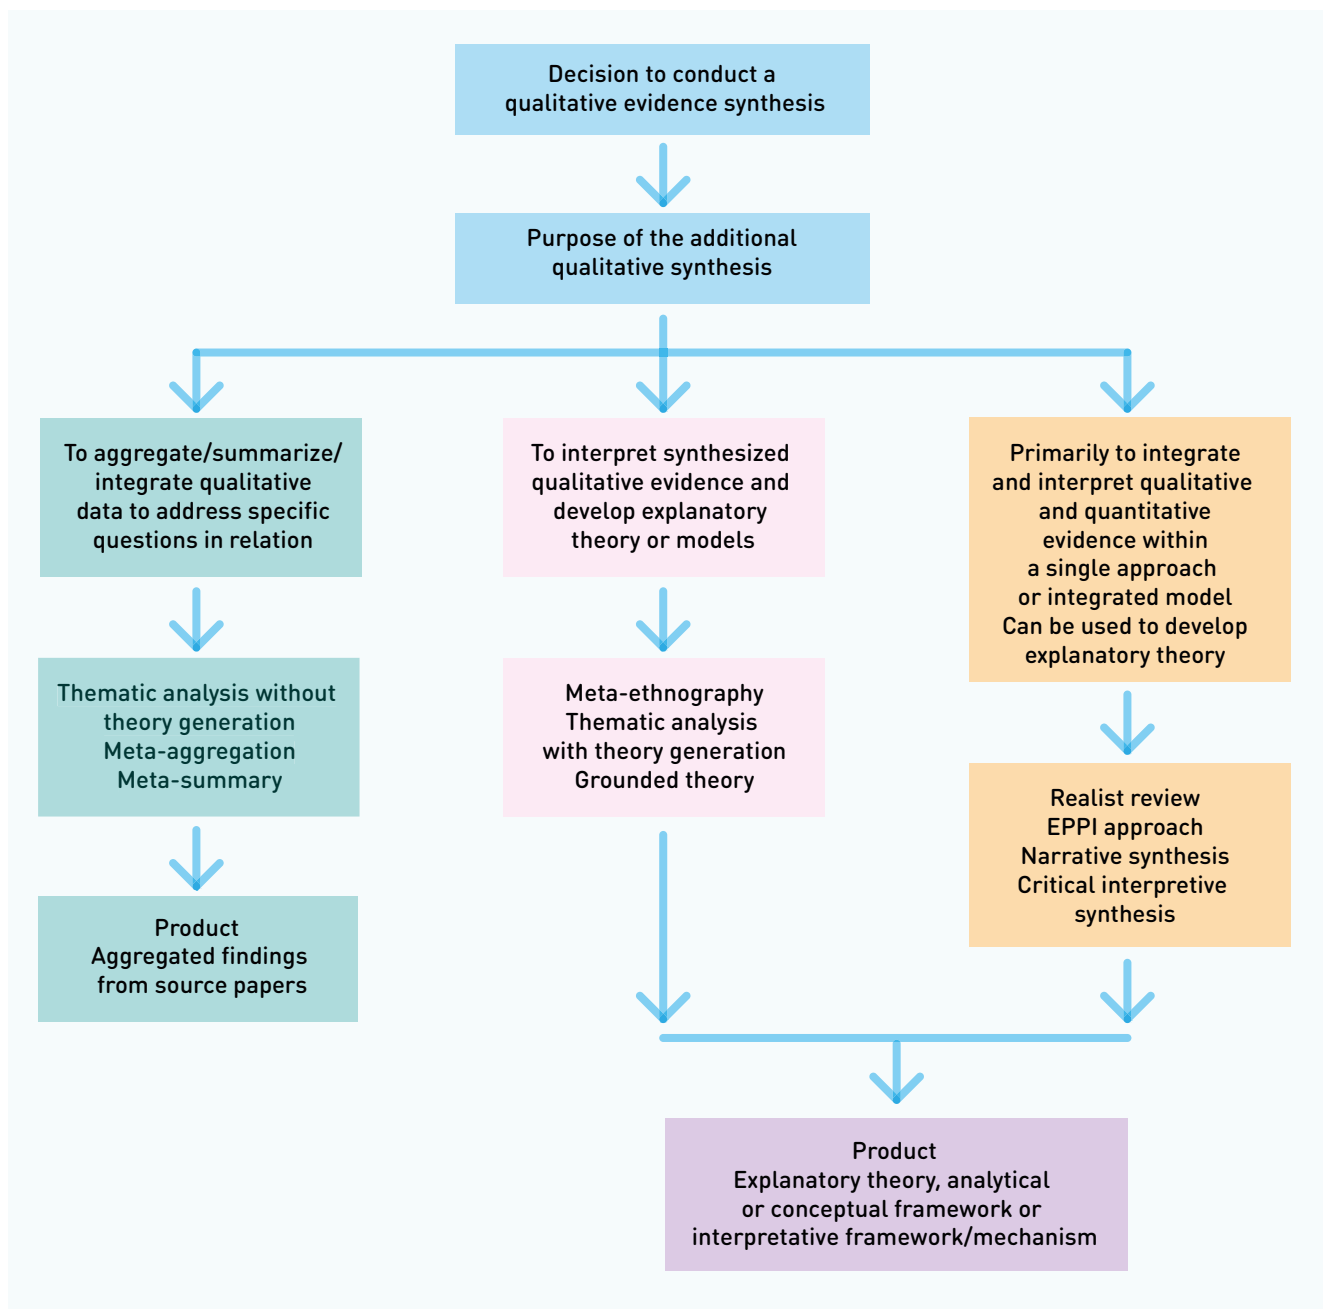 Decision to conduct a
qualitative evidence synthesis
Purpose of the additional
qualitative synthesis
To aggregate/summarize/
integrate qualitative
data to address specific
questions in relation
To interpret synthesized
qualitative evidence and
develop explanatory
theory or models
Primarily to integrate
and interpret qualitative
and quantitative
evidence within
a single approach
or integrated model
Can be used to develop
explanatory theory
Thematic analysis without
theory generation
Meta-aggregation
Meta-summary
Meta-ethnography
Thematic analysis
with theory generation
Grounded theory
Realist review
EPPI approach
Narrative synthesis
Critical interpretive
synthesis
Product
Aggregated findings
from source papers
Product
Explanatory theory, analytical
or conceptual framework or
interpretative framework/mechanism